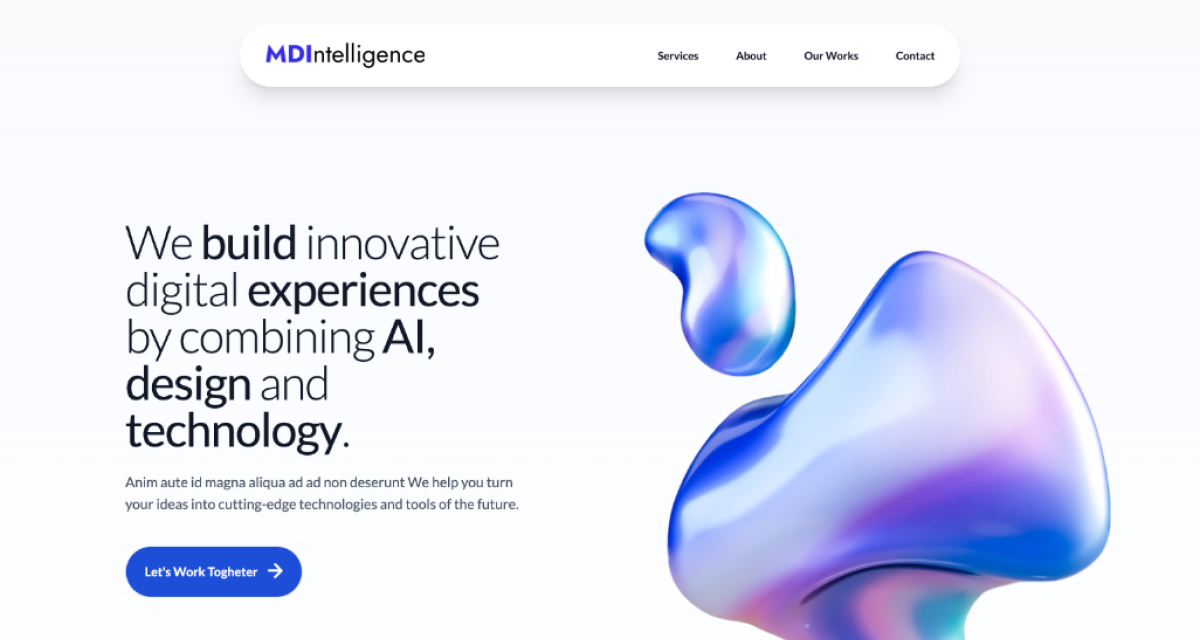 MDIntelligence
Services About Our Works Contact
We build innovative
digital experiences
by combining AI,
design and
technology.
Anim aute id magna aliqua ad ad non deserunt We help you turn
your ideas into cutting-edge technologies and tools of the future.
Let's Work Togheter